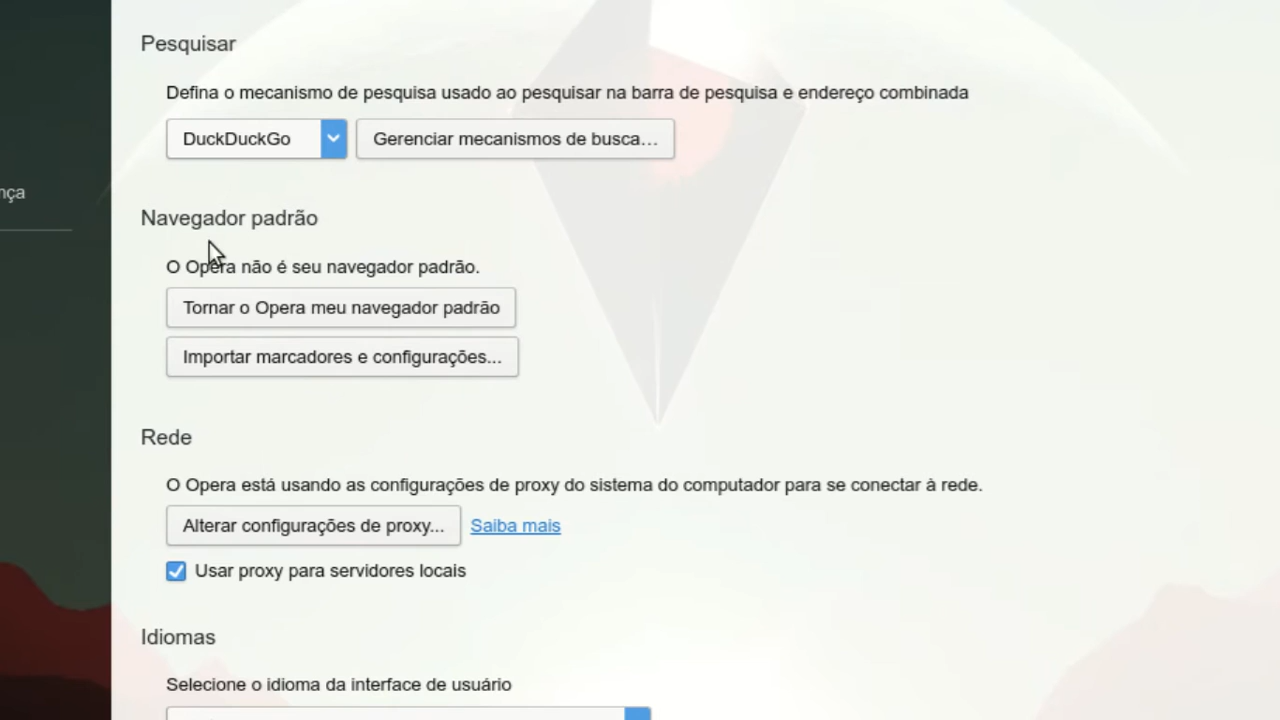 Pesquisar
Defina o mecanismo de pesquisa usado ao pesquisar na barra de pesquisa e endereço combinada
DuckDuckGo Gerenciar mecanismos de busca...
nça
Navegador padrão
O Opera não é seu navegador padrão.
Tornar o Opera meu navegador padrão
Importar marcadores e configurações...
Rede
O Opera está usando as configurações de proxy do sistema do computador para se conectar à rede.
Alterar configurações de proxy... Saiba mais
Usar proxy para servidores locais
Idiomas
Selecione o idioma da interface de usuário